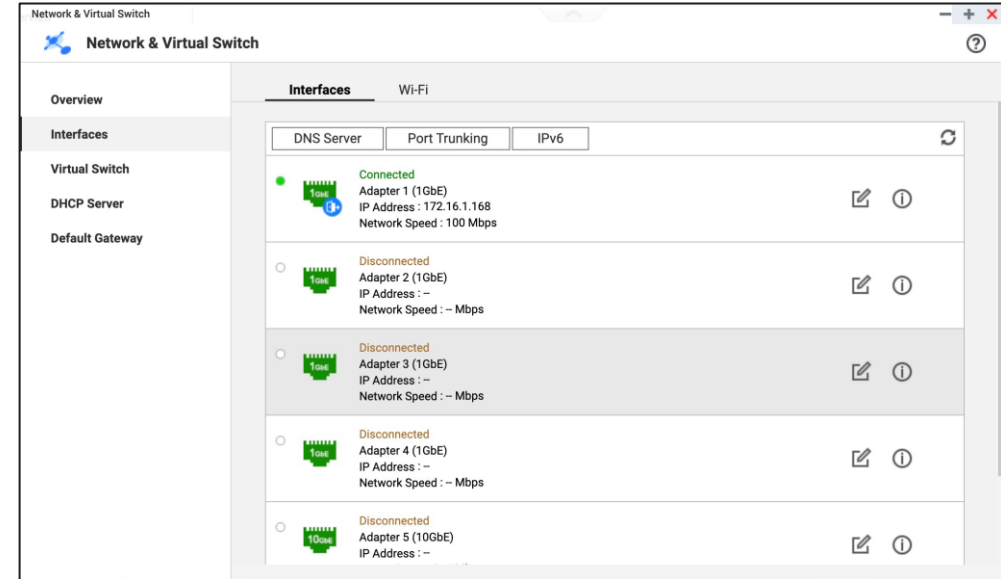 Network & Virtual Switch
Network & Virtual Switch
Overview
Interfaces
Virtual Switch
DHCP Server
Default Gateway
Interfaces Wi-Fi
DNS Server Port Trunking IPv6
1GbE
Connected
Adapter 1 (1GbE)
IP Address : 172.16.1.168
Network Speed : 100 Mbps
1GbE
Disconnected
Adapter 2 (1GbE)
IP Address : --
Network Speed : -- Mbps
1GbE
Disconnected
Adapter 3 (1GbE)
IP Address : --
Network Speed : -- Mbps
1GbE
Disconnected
Adapter 4 (1GbE)
IP Address : --
Network Speed : -- Mbps
10GbE
Disconnected
Adapter 5 (10GbE)
IP Address : --